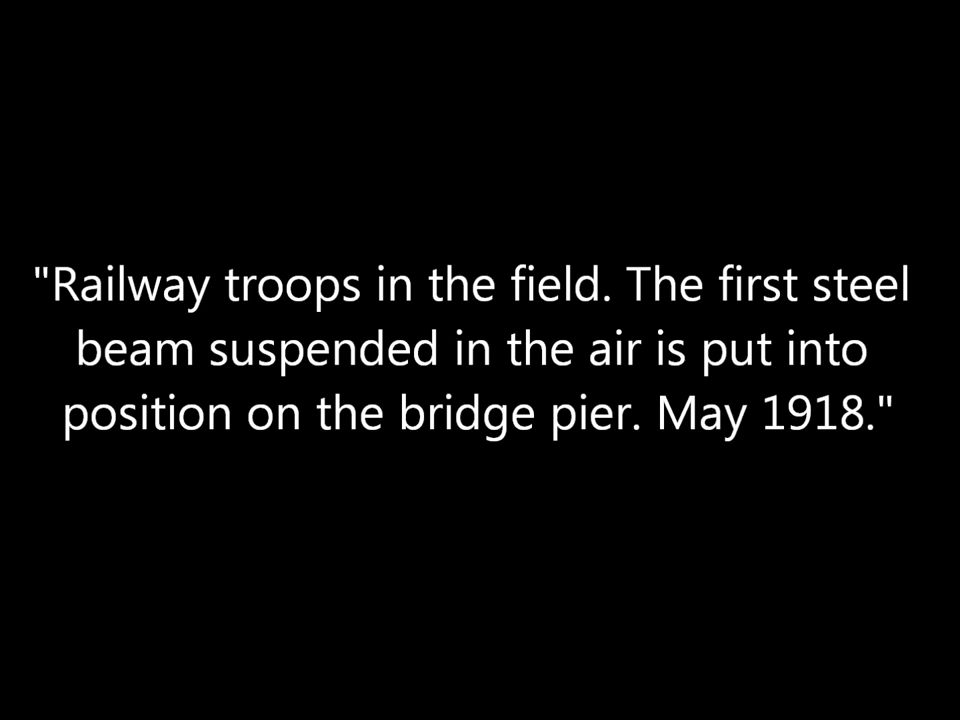 "Railway troops in the field. The first steel
beam suspended in the air is put into
position on the bridge pier. May 1918."